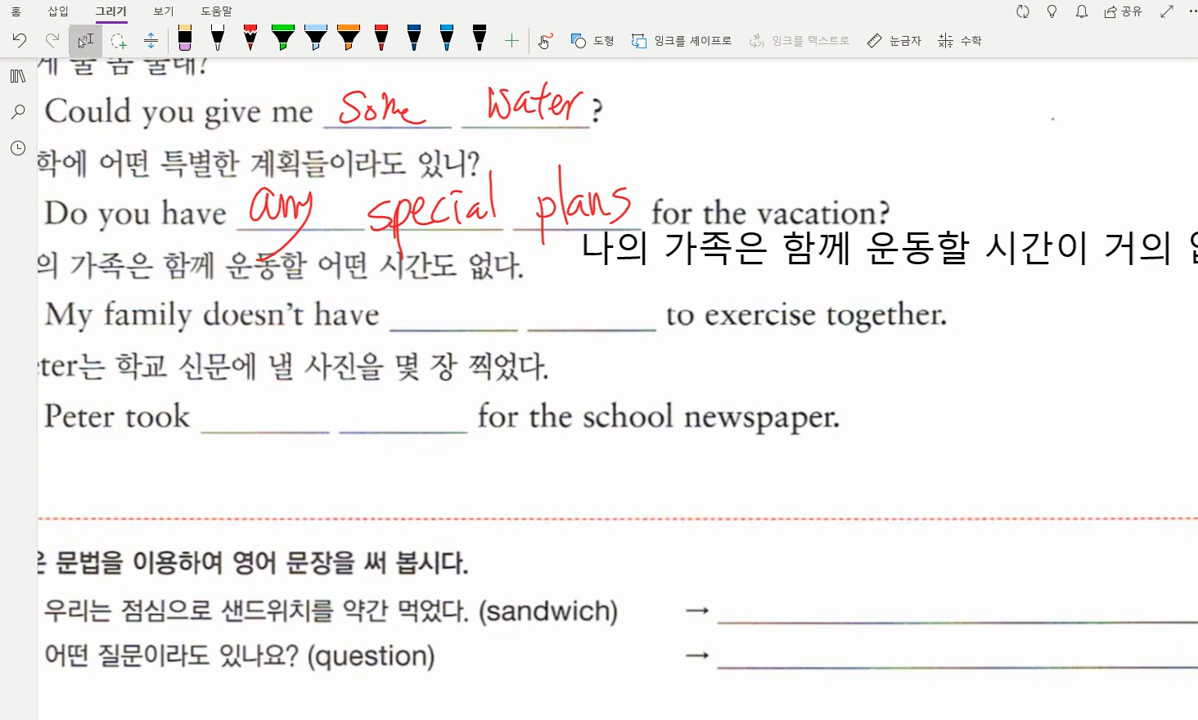 홈 삽입 그리기 보기 도움말 공유
도형 잉크를 셰이프로 잉크를 텍스트로 눈금자 수학
게 물 좀 줄래?
Could you give me some water?
학에 어떤 특별한 계획들이라도 있니?
Do you have any special plans for the vacation?
나의 가족은 함께 운동할 시간이 거의
의 가족은 함께 운동할 어떤 시간도 없다.
My family doesn't have to exercise together.
eter는 학교 신문에 낼 사진을 몇 장 찍었다.
Peter took for the school newspaper.
은 문법을 이용하여 영어 문장을 써 봅시다.
우리는 점심으로 샌드위치를 약간 먹었다. (sandwich) →
어떤 질문이라도 있나요? (question) →